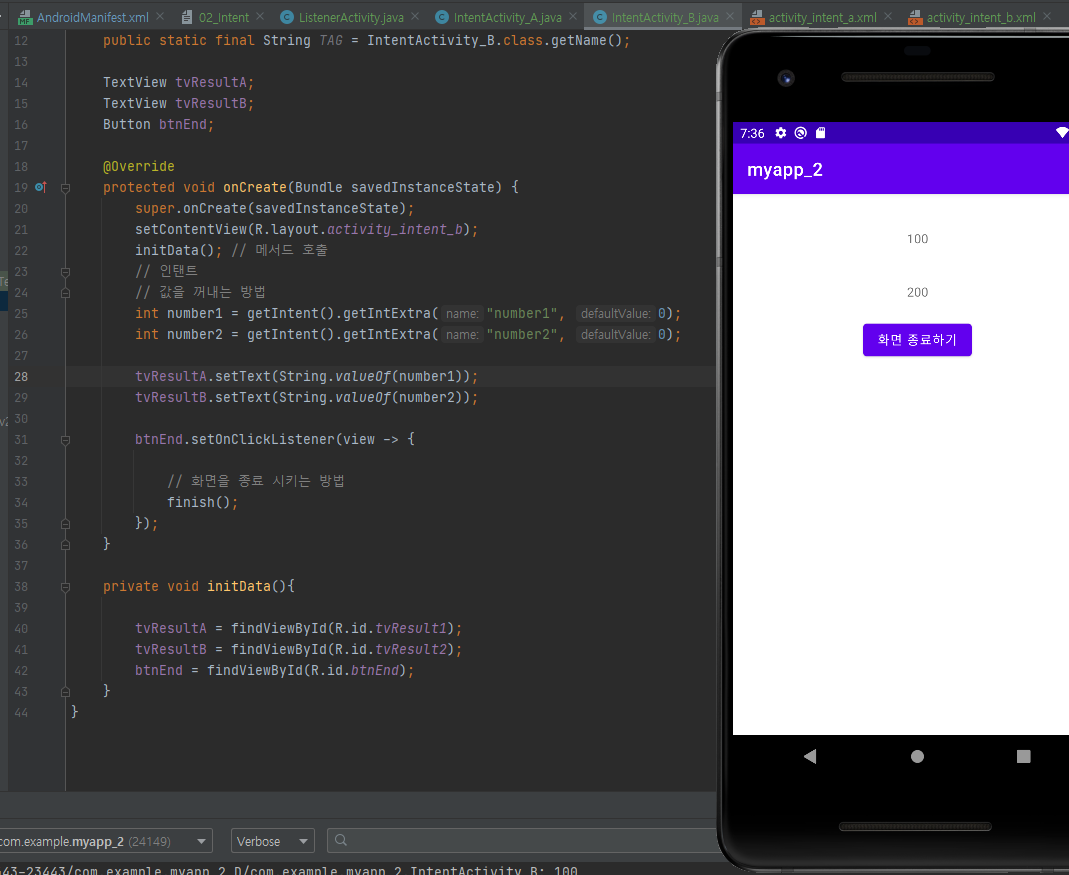 AndroidManifest.xml
02_Intent
ListenerActivity.java
IntentActivity_A.java
IntentActivity_B.java
activity_intent_a.xml
activity_intent_b.xml
12 public static final String TAG = IntentActivity_B.class.getName();
13
14 TextView tvResultA;
15 TextView tvResultB;
16 Button btnEnd;
17
18 @Override
19 protected void onCreate(Bundle savedInstanceState) {
20 super.onCreate(savedInstanceState);
21 setContentView(R.layout.activity_intent_b);
22 initData(); // 메서드 호출
23 // 인탠트
24 // 값을 꺼내는 방법
25 int number1 = getIntent().getIntExtra( name: "number1", defaultValue: 0);
26 int number2 = getIntent().getIntExtra( name: "number2", defaultValue: 0);
27
28 tvResultA.setText(String.valueOf(number1));
29 tvResultB.setText(String.valueOf(number2));
30
31 btnEnd.setOnClickListener(view -> {
32
33 // 화면을 종료 시키는 방법
34 finish();
35 });
36 }
37
38 private void initData(){
39
40 tvResultA = findViewById(R.id.tvResult1);
41 tvResultB = findViewById(R.id.tvResult2);
42 btnEnd = findViewById(R.id.btnEnd);
43 }
44 }
7:36
myapp_2
100
200
화면 종료하기
com.example.myapp_2 (24149)
Verbose
443-23443/com.example.myapp_2 D/com.example.myapp_2.IntentActivity_B: 100